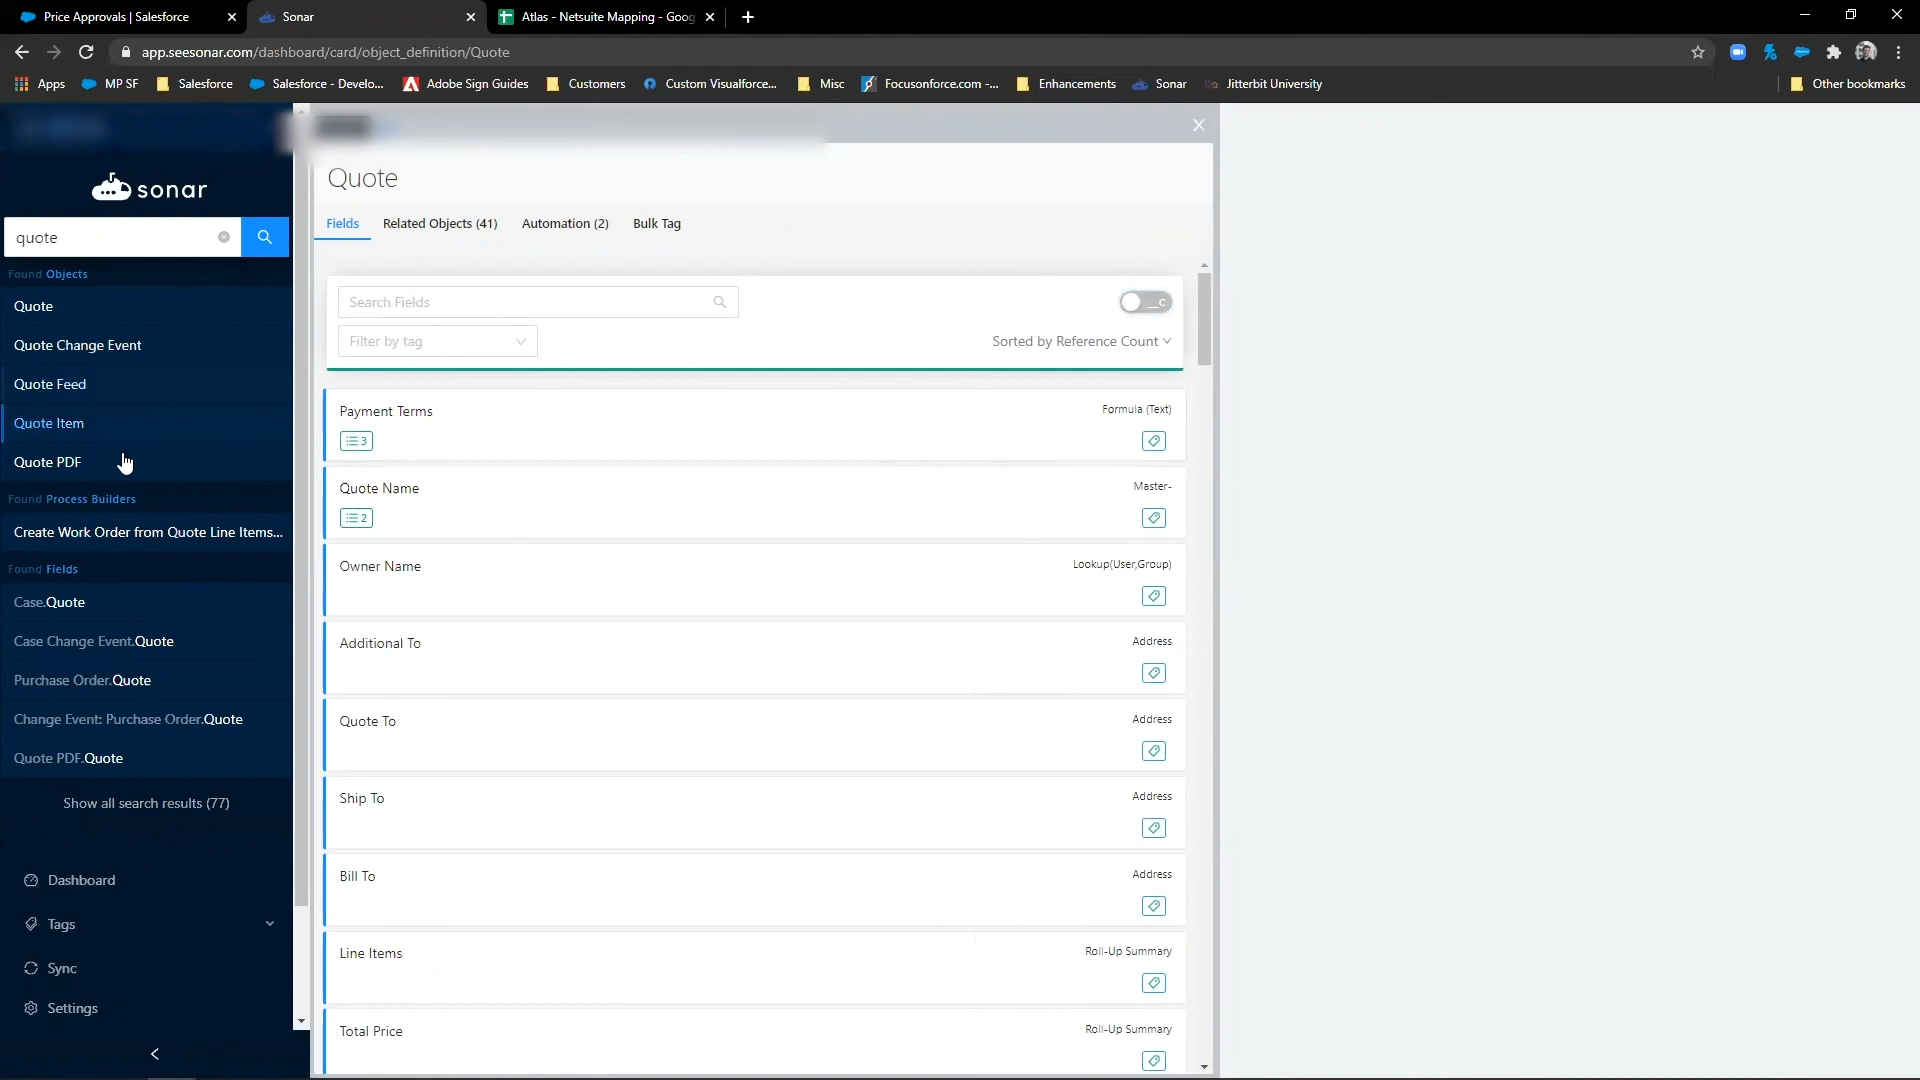 Price Approvals | Salesforce
Sonar
Atlas - Netsuite Mapping - Goog
app.seesonar.com/dashboard/card/object_definition/Quote
Apps
MP SF
Salesforce
Salesforce - Develo...
Adobe Sign Guides
Customers
Custom Visualforce...
Misc
Focusonforce.com -...
Enhancements
Sonar
Jitterbit University
Other bookmarks
sonar
quote
Found Objects
Quote
Quote Change Event
Quote Feed
Quote Item
Quote PDF
Found Process Builders
Create Work Order from Quote Line Items...
Found Fields
Case.Quote
Case Change Event.Quote
Purchase Order.Quote
Change Event: Purchase Order.Quote
Quote PDF.Quote
Show all search results (77)
Dashboard
Tags
Sync
Settings
Quote
Fields
Related Objects (41)
Automation (2)
Bulk Tag
Search Fields
__c
Filter by tag
Sorted by Reference Count
Payment Terms
Formula (Text)
3
Quote Name
Master-
2
Owner Name
Lookup(User,Group)
Additional To
Address
Quote To
Address
Ship To
Address
Bill To
Address
Line Items
Roll-Up Summary
Total Price
Roll-Up Summary